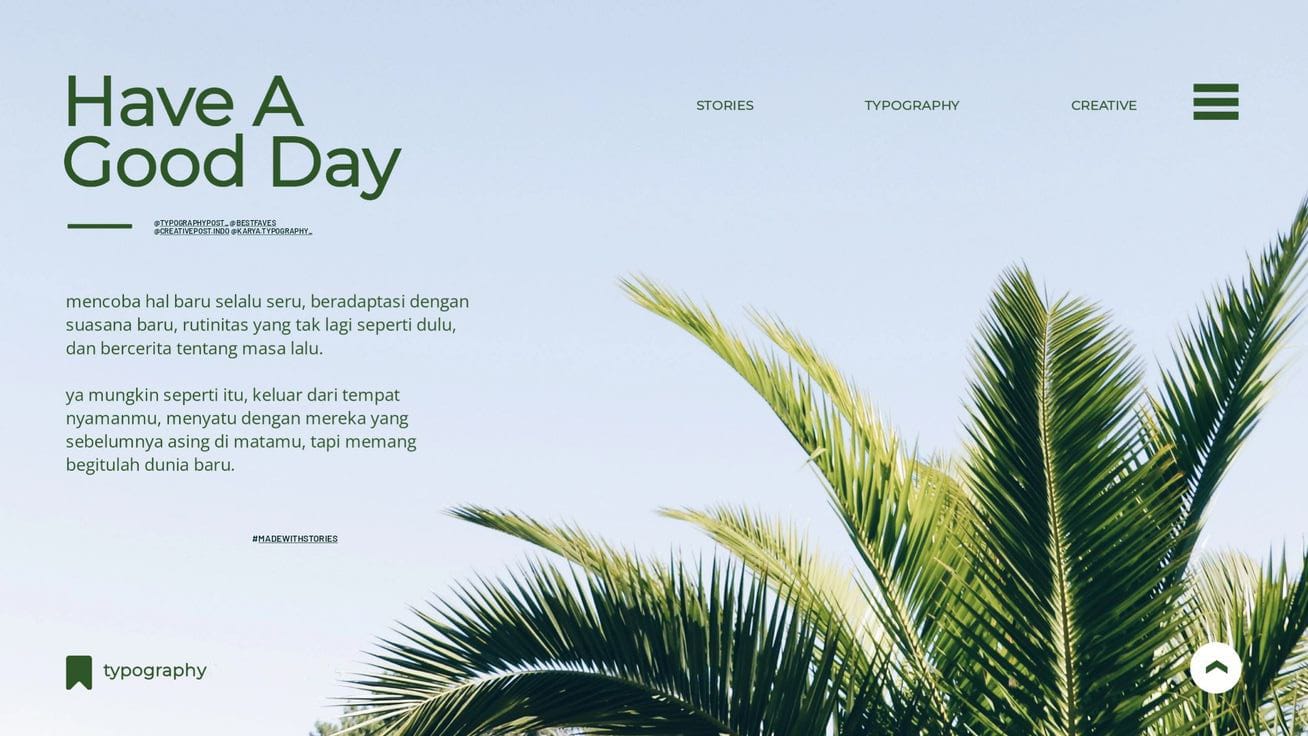 Have A
Good Day
STORIES
TYPOGRAPHY
CREATIVE
@TYPOGRAPHYPOST_ @BESTFAVES
@CREATIVEPOST.INDO @KARYA.TYPOGRAPHY_
mencoba hal baru selalu seru, beradaptasi dengan
suasana baru, rutinitas yang tak lagi seperti dulu,
dan bercerita tentang masa lalu.
ya mungkin seperti itu, keluar dari tempat
nyamanmu, menyatu dengan mereka yang
sebelumnya asing di matamu, tapi memang
begitulah dunia baru.
#MADEWITHSTORIES
typography